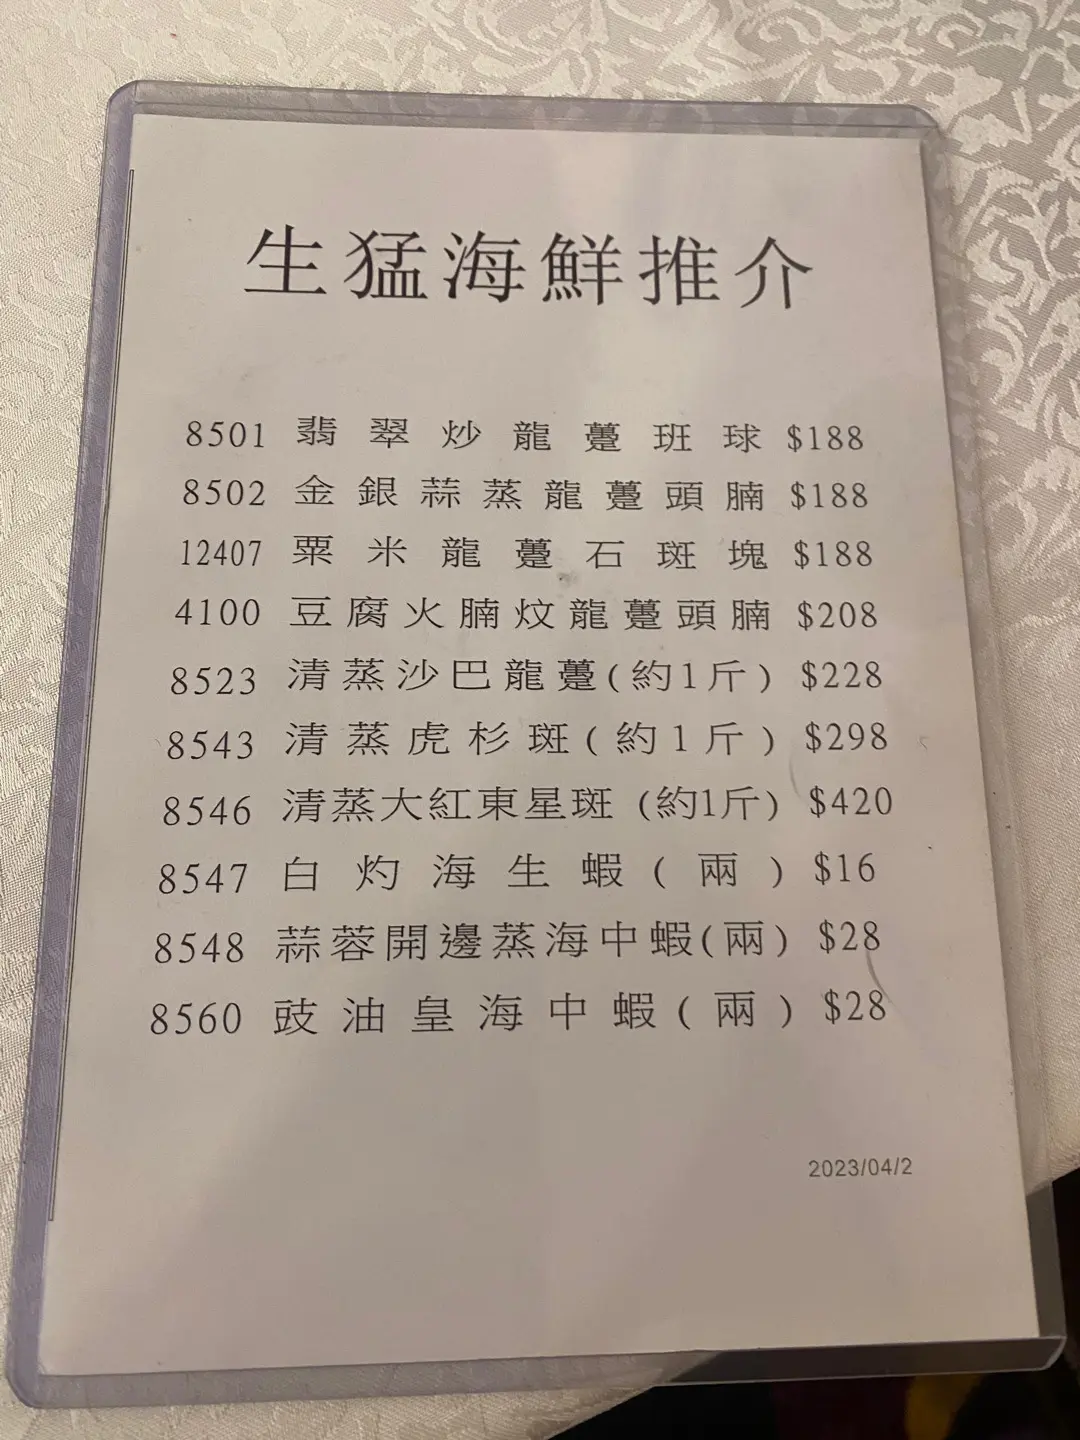 生猛海鮮推介
8501 翡翠炒龍躉班球 $188
8502 金銀蒜蒸龍躉頭腩 $188
12407 粟米龍躉石斑塊 $188
4100 豆腐火腩炆龍躉頭腩 $208
8523 清蒸沙巴龍躉(約1斤) $228
8543 清蒸虎杉斑(約1斤) $298
8546 清蒸大紅東星斑 (約1斤) $420
8547 白灼海生蝦(兩) $16
8548 蒜蓉開邊蒸海中蝦(兩) $28
8560 豉油皇海中蝦(兩) $28
2023/04/2